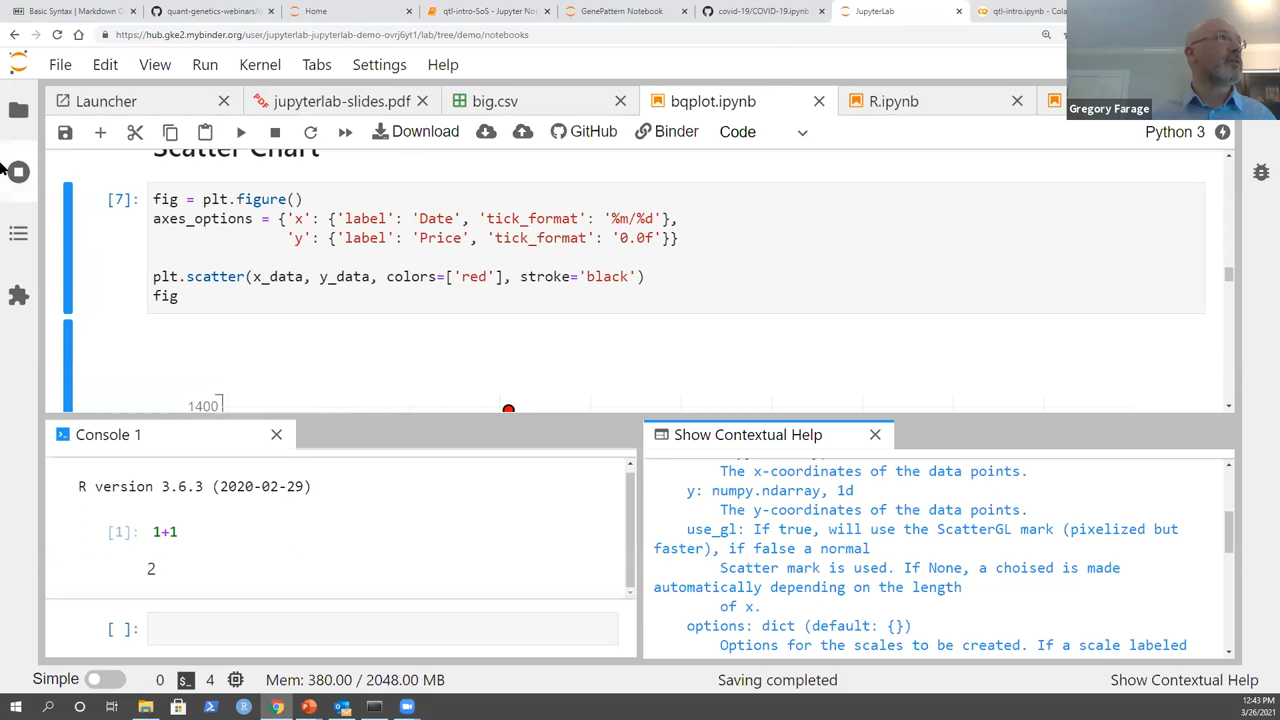 Basic Syntax | Markdown G
quant-genetics-webinars/
Home
qtl-intro-SoS - Jupyter Not
GenePattern Notebook
covid-19/COVID-19.ipynb
JupyterLab
qtl-intro.ipynb - Cola
https://hub.gke2.mybinder.org/user/jupyterlab-jupyterlab-demo-ovrj6yt1/lab/tree/demo/notebooks
File Edit View Run Kernel Tabs Settings Help
Gregory Farage
Launcher
jupyterlab-slides.pdf
big.csv
bqplot.ipynb
R.ipynb
Download GitHub Binder Code Python 3
Scatter Chart
[7]: fig = plt.figure()
axes_options = {'x': {'label': 'Date', 'tick_format': '%m/%d'},
'y': {'label': 'Price', 'tick_format': '0.0f'}}
plt.scatter(x_data, y_data, colors=['red'], stroke='black')
fig
1400
Console 1
R version 3.6.3 (2020-02-29)
[1]: 1+1
2
[ ]:
Show Contextual Help
The x-coordinates of the data points.
y: numpy.ndarray, 1d
The y-coordinates of the data points.
use_gl: If true, will use the ScatterGL mark (pixelized but
faster), if false a normal
Scatter mark is used. If None, a choised is made
automatically depending on the length
of x.
options: dict (default: {})
Options for the scales to be created. If a scale labeled
Simple 0 4 Mem: 380.00 / 2048.00 MB Saving completed Show Contextual Help
12:43 PM
3/26/2021